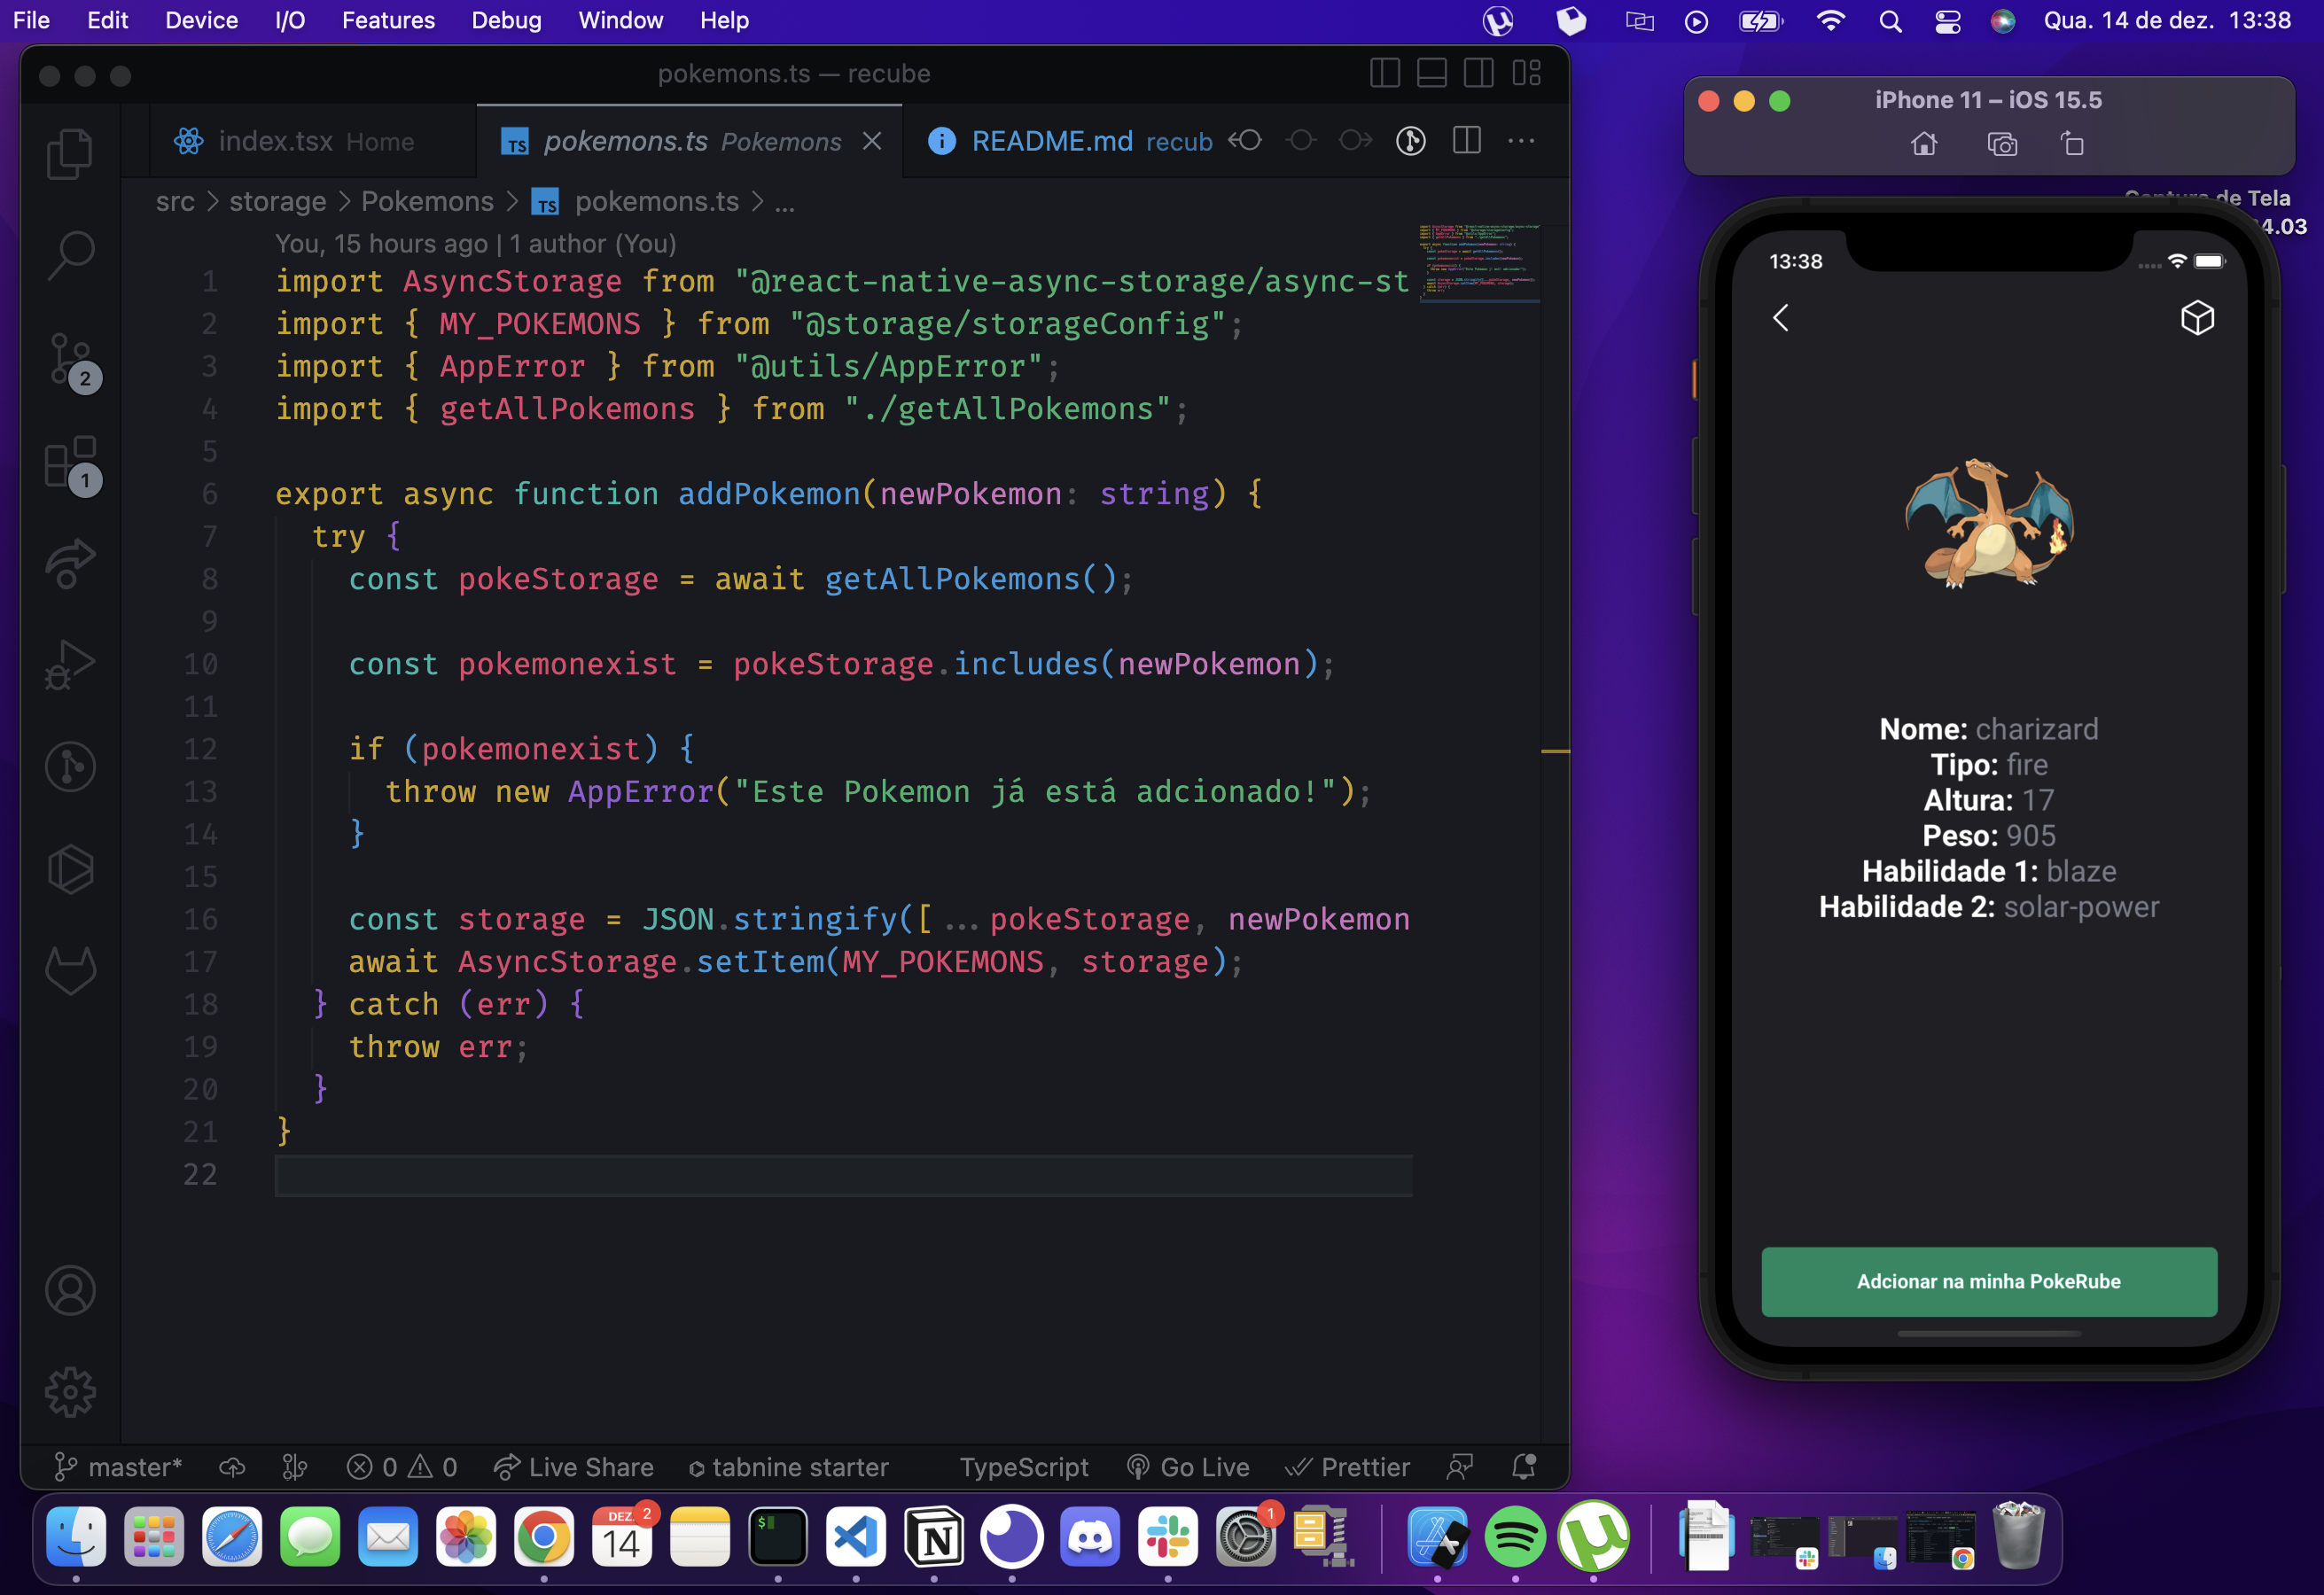 File Edit Device I/O Features Debug Window Help
Qua. 14 de dez. 13:38
pokemons.ts — recube
index.tsx Home
TS pokemons.ts Pokemons
README.md recub
src > storage > Pokemons > TS pokemons.ts > ...
You, 15 hours ago | 1 author (You)
1 import AsyncStorage from "@react-native-async-storage/async-st
2 import { MY_POKEMONS } from "@storage/storageConfig";
3 import { AppError } from "@utils/AppError";
4 import { getAllPokemons } from "./getAllPokemons";
5
6 export async function addPokemon(newPokemon: string) {
7 try {
8 const pokeStorage = await getAllPokemons();
9
10 const pokemonexist = pokeStorage.includes(newPokemon);
11
12 if (pokemonexist) {
13 throw new AppError("Este Pokemon já está adcionado!");
14 }
15
16 const storage = JSON.stringify([...pokeStorage, newPokemon
17 await AsyncStorage.setItem(MY_POKEMONS, storage);
18 } catch (err) {
19 throw err;
20 }
21 }
22
2
1
master* 0 0 Live Share tabnine starter TypeScript Go Live Prettier
iPhone 11 – iOS 15.5
de Tela
4.03
13:38
Nome: charizard
Tipo: fire
Altura: 17
Peso: 905
Habilidade 1: blaze
Habilidade 2: solar-power
Adcionar na minha PokeRube
DEZ. 2
14
$
1